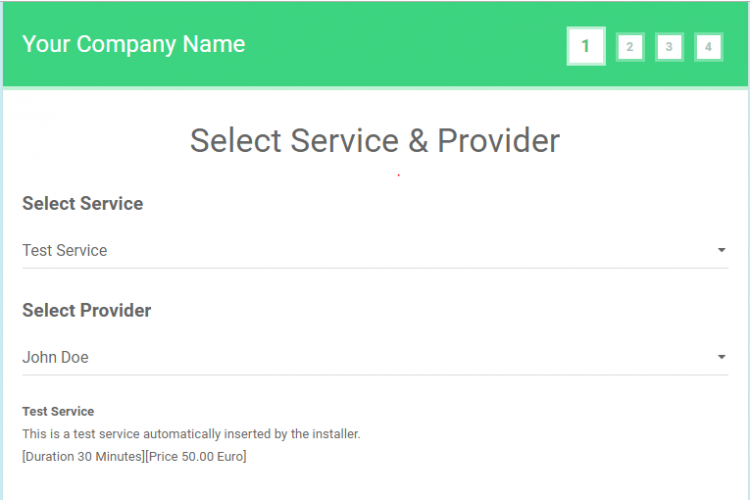 Your Company Name
1 2 3 4
Select Service & Provider
Select Service
Test Service
Select Provider
John Doe
Test Service
This is a test service automatically inserted by the installer.
[Duration 30 Minutes][Price 50.00 Euro]